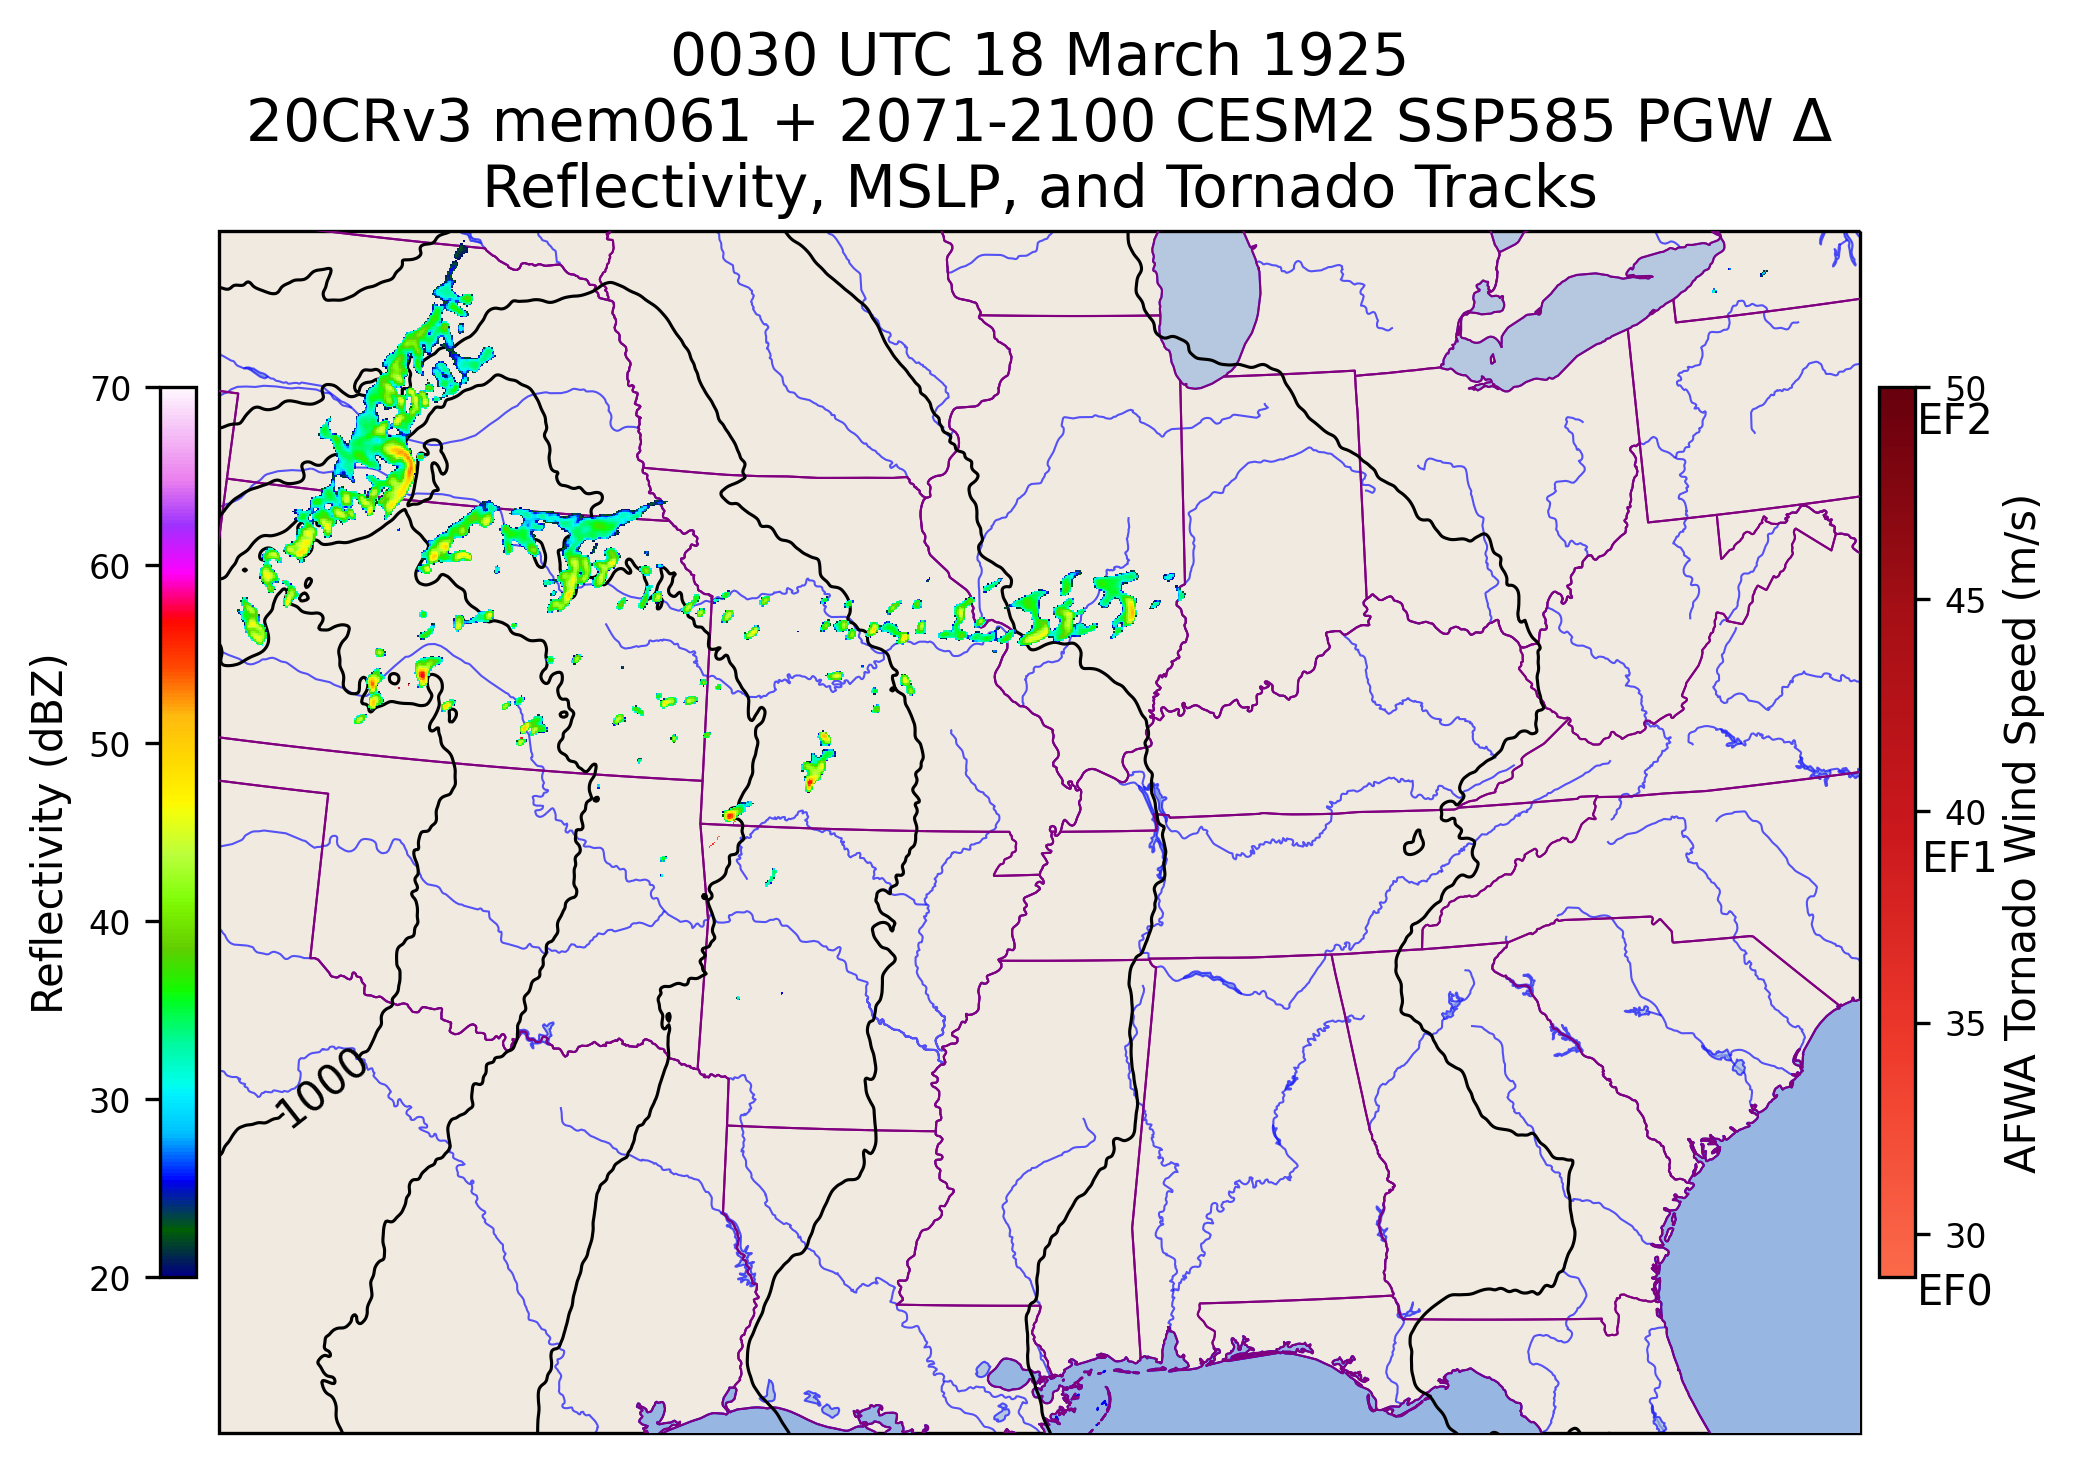 0030 UTC 18 March 1925
20CRv3 mem061 + 2071-2100 CESM2 SSP585 PGW Δ
Reflectivity, MSLP, and Tornado Tracks
70
60
50
40
30
20
Reflectivity (dBZ)
1000
50
EF2
45
40
EF1
35
30
EF0
AFWA Tornado Wind Speed (m/s)